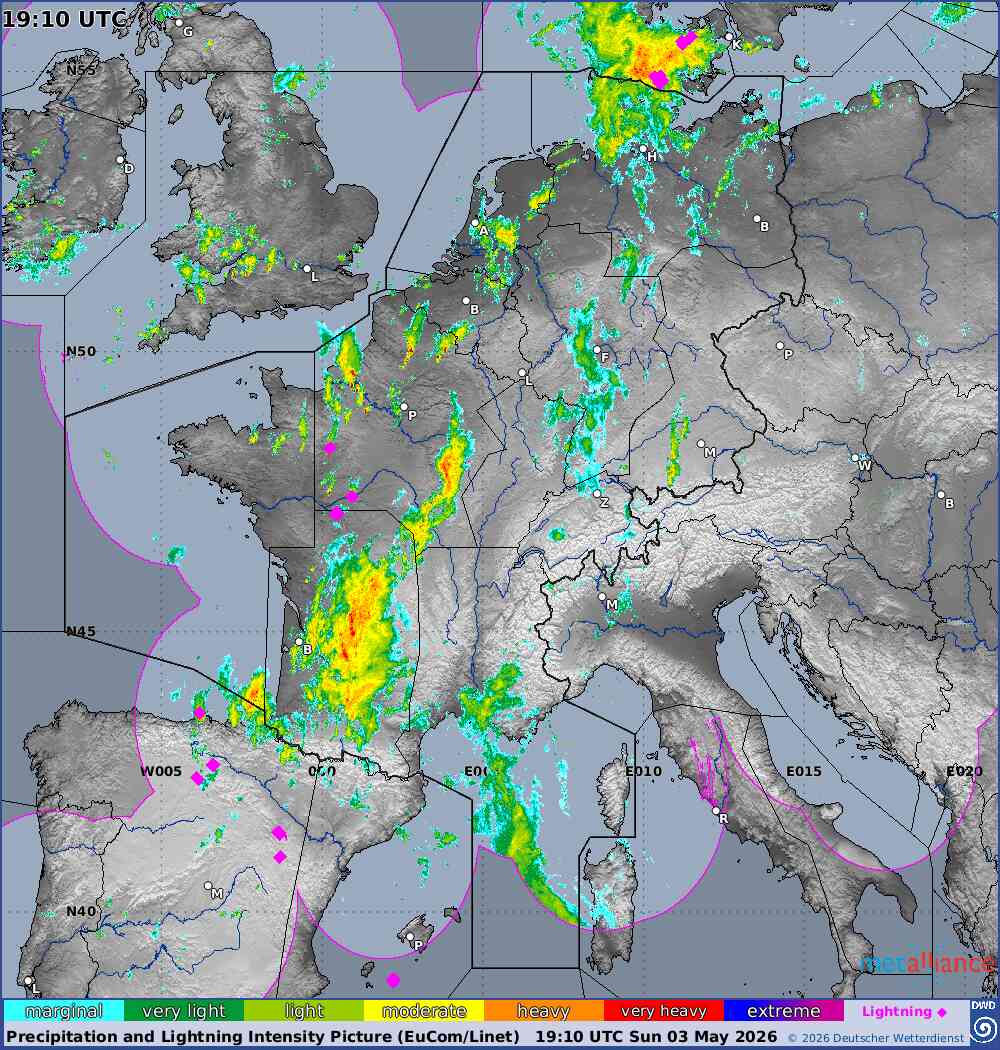 19:10 UTC
G
K
N55
D
H
A
B
L
B
N50
F
P
L
P
M
W
Z
B
M
N45
B
W005
000
E005
E010
E015
E020
R
M
N40
P
L
metalliance
marginal very light light moderate heavy very heavy extreme Lightning
DWD
Precipitation and Lightning Intensity Picture (EuCom/Linet) 19:10 UTC Sun 03 May 2026 © 2026 Deutscher Wetterdienst